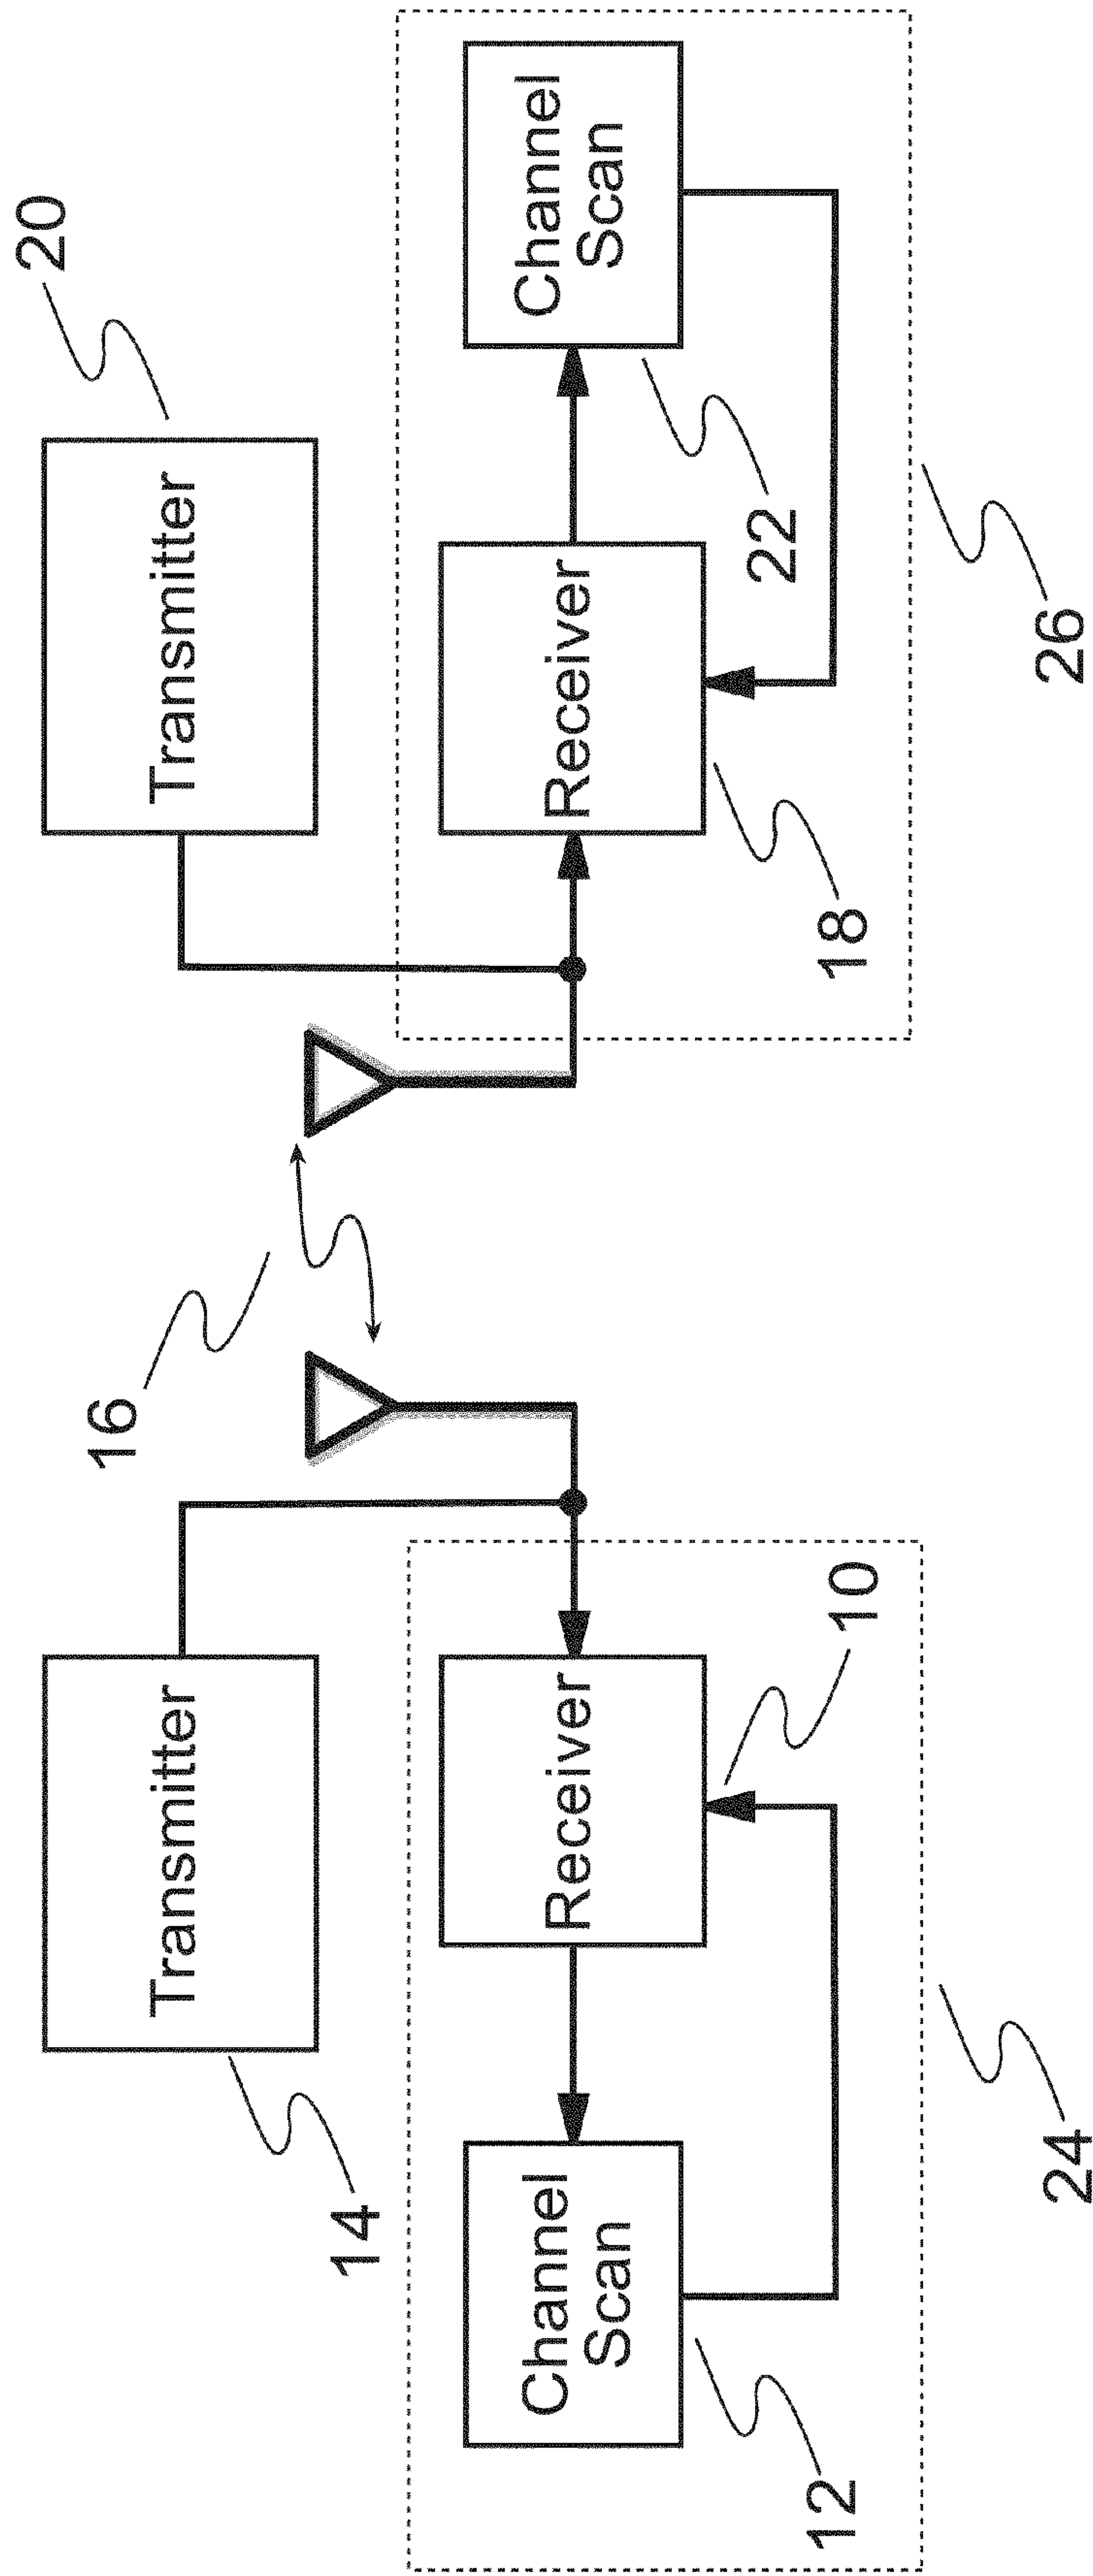 14
Transmitter
16
Transmitter
20
Channel
Scan
Receiver
10
Receiver
Channel
Scan
12
18
22
24
26